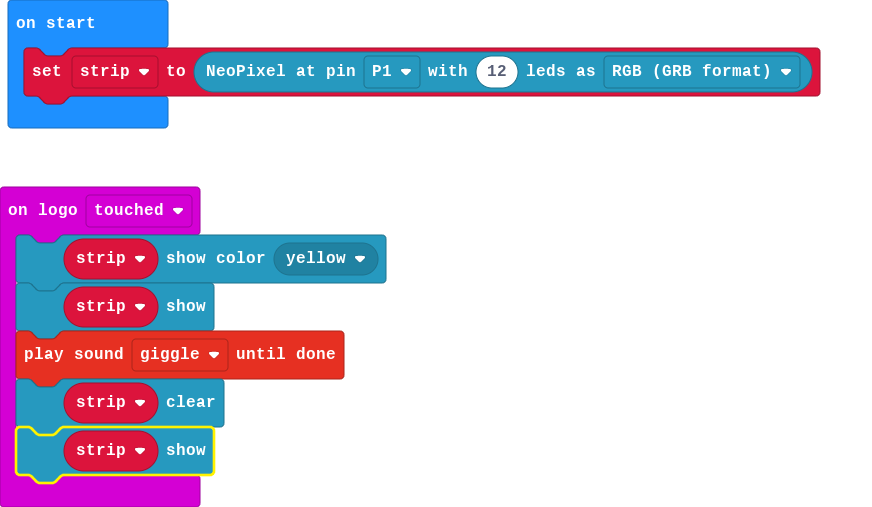 on start
set strip to NeoPixel at pin P1 with 12 leds as RGB (GRB format)
on logo touched
strip show color yellow
strip show
play sound giggle until done
strip clear
strip show